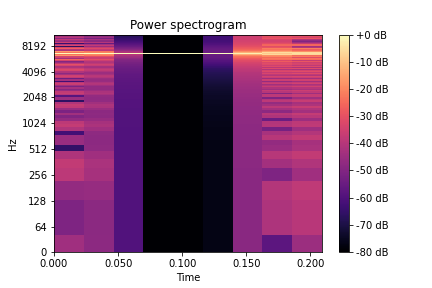 Power spectrogram
8192
4096
2048
1024
512
256
128
64
0
Hz
0.000 0.050 0.100 0.150 0.200
Time
+0 dB
-10 dB
-20 dB
-30 dB
-40 dB
-50 dB
-60 dB
-70 dB
-80 dB